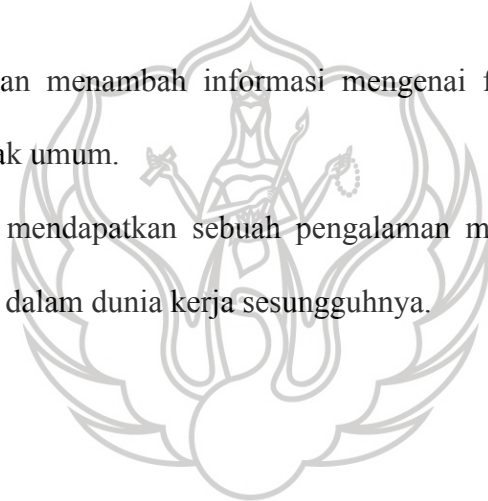 an menambah informasi mengenai f
ak umum.
mendapatkan sebuah pengalaman m
dalam dunia kerja sesungguhnya.